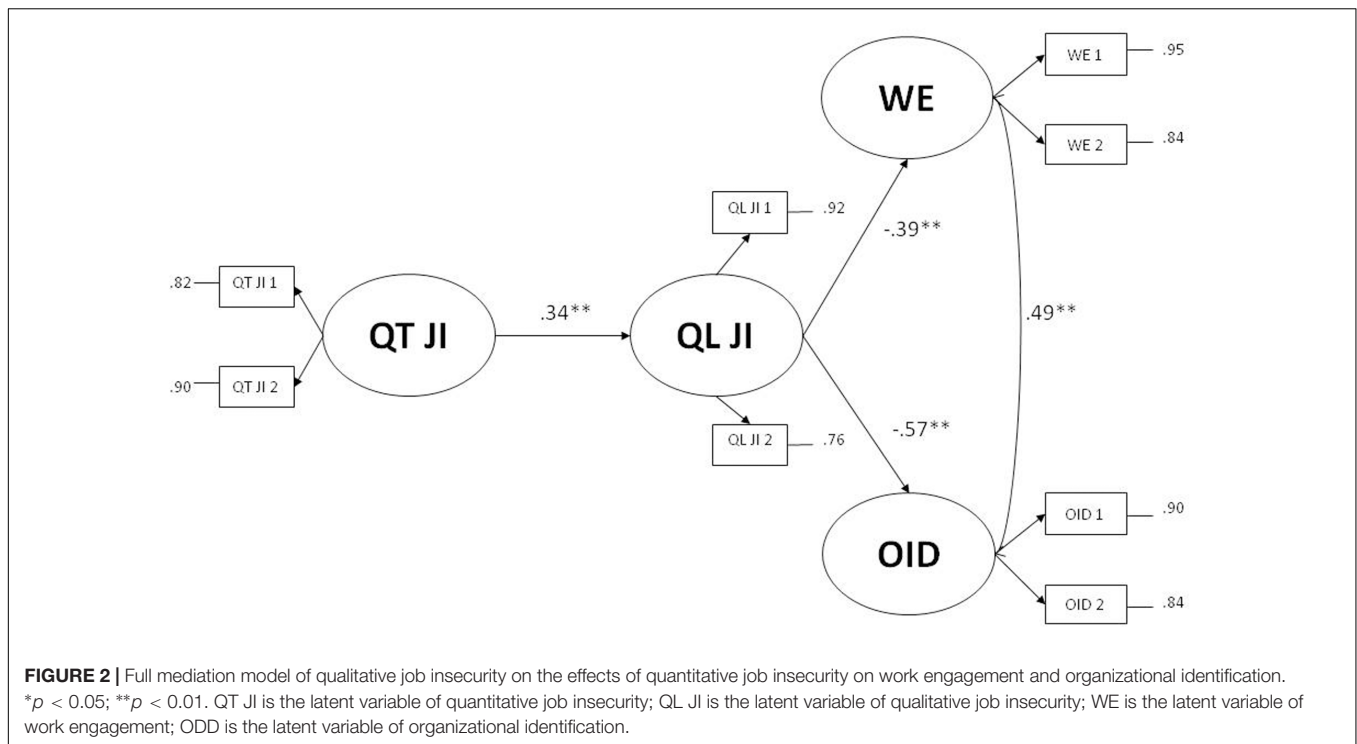 WE
WE 1
.95
WE 2
.84
QL JI 1
.92
-.39**
QT JI 1
.82
QT JI
.34**
QL JI
.49**
QT JI 2
.90
QL JI 2
.76
-.57**
OID
OID 1
.90
OID 2
.84
FIGURE 2 | Full mediation model of qualitative job insecurity on the effects of quantitative job insecurity on work engagement and organizational identification.
*p < 0.05; **p < 0.01. QT JI is the latent variable of quantitative job insecurity; QL JI is the latent variable of qualitative job insecurity; WE is the latent variable of
work engagement; ODD is the latent variable of organizational identification.